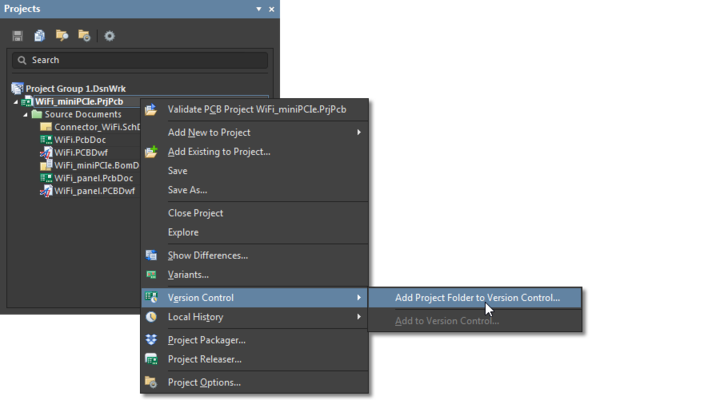 Projects
Search
Project Group 1.DsnWrk
WiFi_miniPCIe.PrjPcb
Source Documents
Connector_WiFi.SchD
WiFi.PcbDoc
WiFi.PCBDwf
WiFi_miniPCIe.BomD
WiFi_panel.PcbDoc
WiFi_panel.PCBDwf
Validate PCB Project WiFi_miniPCIe.PrjPcb
Add New to Project
Add Existing to Project...
Save
Save As...
Close Project
Explore
Show Differences...
Variants...
Version Control
Local History
Project Packager...
Project Releaser...
Project Options...
Add Project Folder to Version Control...
Add to Version Control...